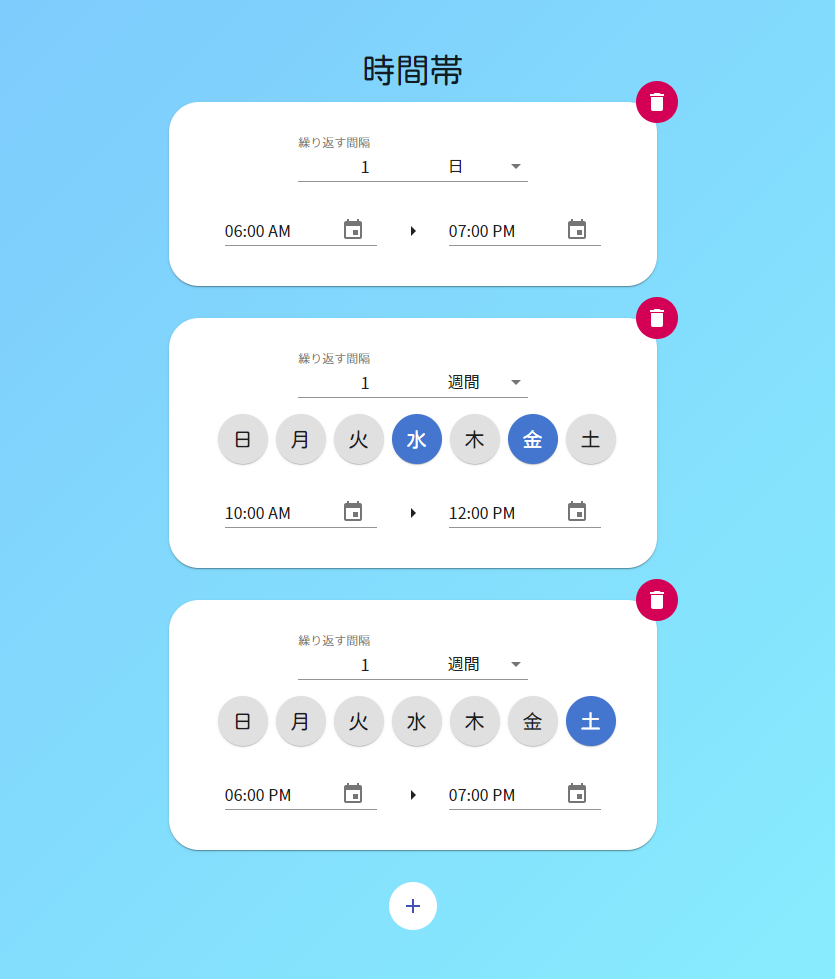 時間帯
繰り返す間隔
1 日
06:00 AM 07:00 PM
繰り返す間隔
1 週間
日 月 火 水 木 金 土
10:00 AM 12:00 PM
繰り返す間隔
1 週間
日 月 火 水 木 金 土
06:00 PM 07:00 PM